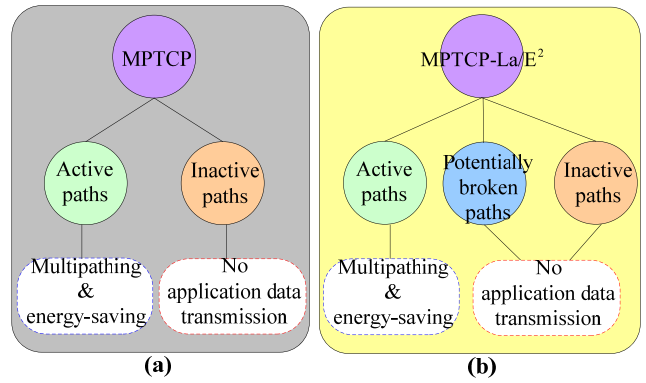 MPTCP
Active
paths
Inactive
paths
Multipathing
&
energy-saving
No
application data
transmission
(a)
MPTCP-La/E²
Active
paths
Potentially
broken
paths
Inactive
paths
Multipathing
&
energy-saving
No
application data
transmission
(b)